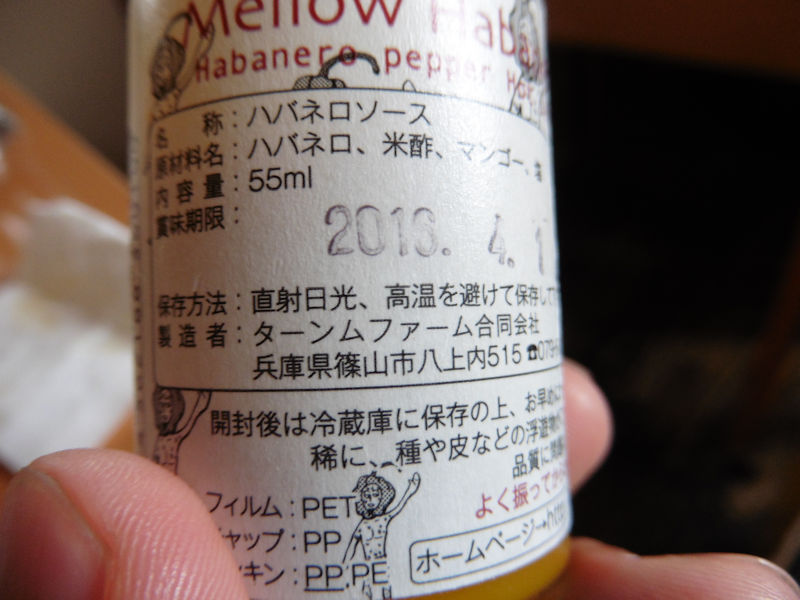 Mellow Haba
Habanero pepper Hot
名 称：ハバネロソース
原材料名：ハバネロ、米酢、マンゴー、塩
内容量：55ml
賞味期限：
2013. 4. 1
保存方法：直射日光、高温を避けて保存して
製造者：ターンムファーム合同会社
兵庫県篠山市八上内515 ☎079
開封後は冷蔵庫に保存の上、お早めに
稀に、種や皮などの浮遊物が
品質に問題
よく振ってから
フィルム：PET
キャップ：PP
PP,PE
ホームページ→http